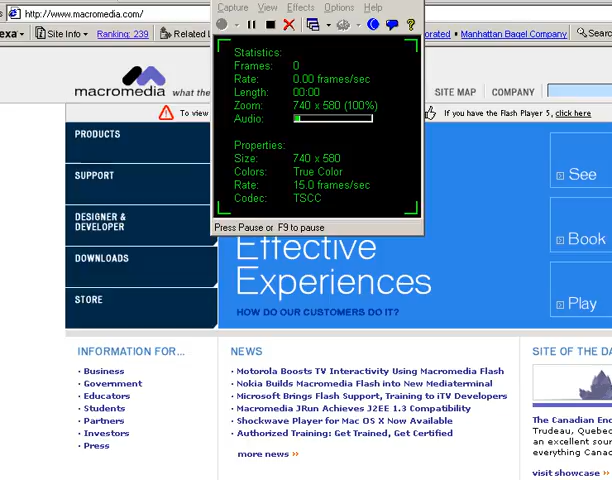 Capture View Effects Options Help
http://www.macromedia.com/
Ranking: 239
Related L
Manhattan Bagel Company
Searc
Statistics:
Frames: 0
Rate: 0.00 frames/sec
Length: 00:00
Zoom: 740 x 580 (100%)
Audio:
Properties:
Size: 740 x 580
Colors: True Color
Rate: 15.0 frames/sec
Codec: TSCC
Press Pause or F9 to pause
macromedia
what the
SITE MAP COMPANY
To view
If you have the Flash Player 5, click here
PRODUCTS
SUPPORT
DESIGNER &
DEVELOPER
DOWNLOADS
STORE
Effective
Experiences
HOW DO OUR CUSTOMERS DO IT?
See
Book
Play
INFORMATION FOR...
· Business
· Government
· Educators
· Students
· Partners
· Investors
· Press
NEWS
· Motorola Boosts TV Interactivity Using Macromedia Flash
· Nokia Builds Macromedia Flash into New Mediaterminal
· Microsoft Brings Flash Support, Training to iTV Developers
· Macromedia JRun Achieves J2EE 1.3 Compatibility
· Shockwave Player for Mac OS X Now Available
· Authorized Training: Get Trained, Get Certified
more news »
SITE OF THE DA
The Canadian Enc
Trudeau, Quebec
an excellent sour
everything Canad
visit showcase »